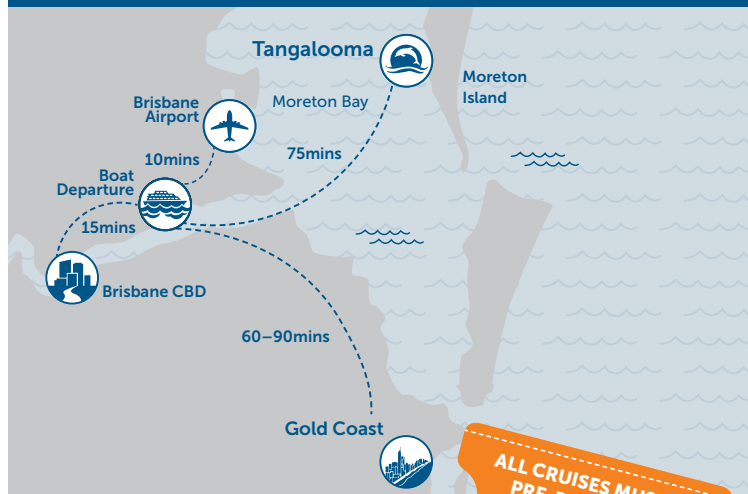 Tangalooma
Moreton
Island
Brisbane
Airport
Moreton Bay
10mins
75mins
Boat
Departure
15mins
Brisbane CBD
60–90mins
Gold Coast
ALL CRUISES